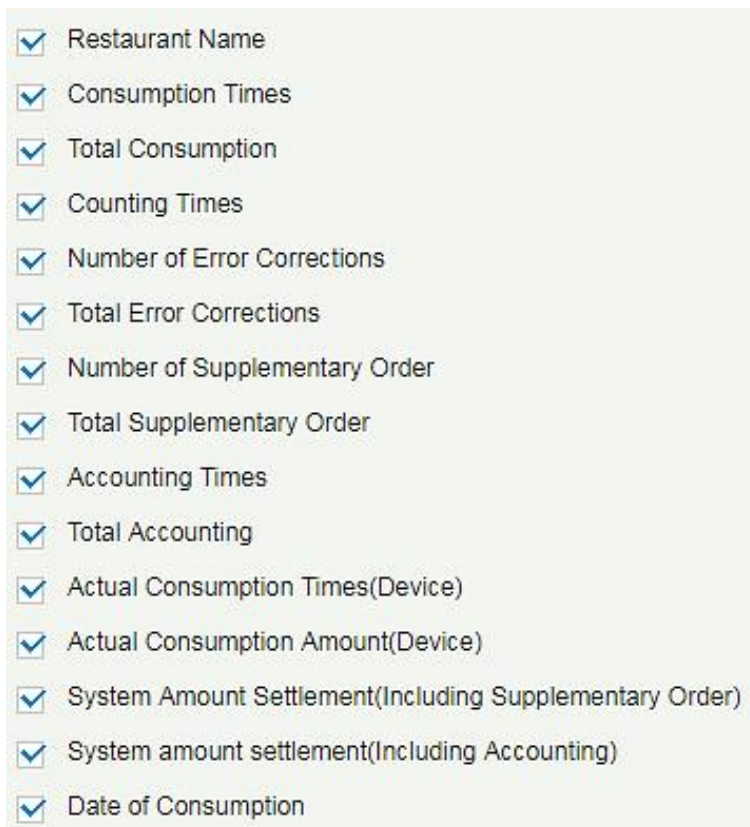 Restaurant Name
Consumption Times
Total Consumption
Counting Times
Number of Error Corrections
Total Error Corrections
Number of Supplementary Order
Total Supplementary Order
Accounting Times
Total Accounting
Actual Consumption Times(Device)
Actual Consumption Amount(Device)
System Amount Settlement(Including Supplementary Order)
System amount settlement(Including Accounting)
Date of Consumption